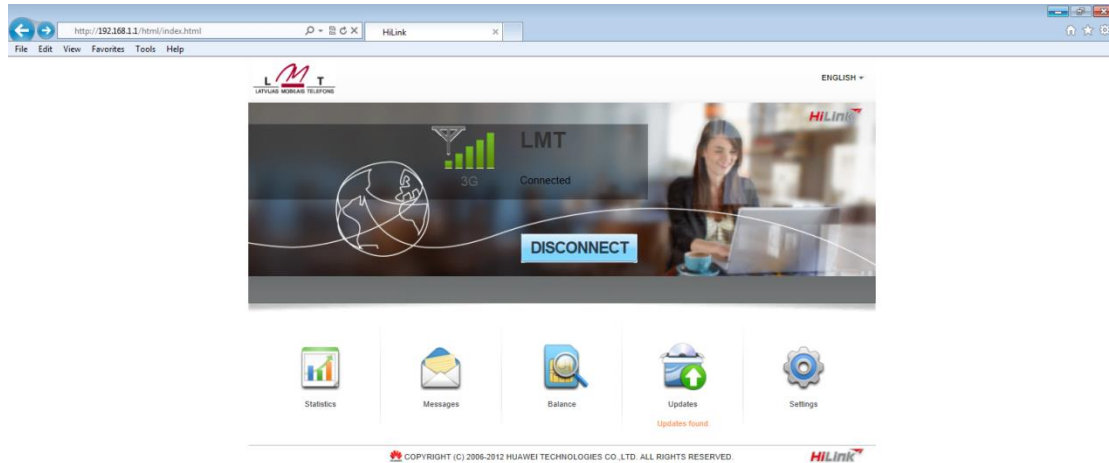 http://192.168.1.1/html/index.html
HiLink
File Edit View Favorites Tools Help
L M T
LATVIJAS MOBILAIS TELEFONS
ENGLISH
HiLink
LMT
3G
Connected
DISCONNECT
Statistics
Messages
Balance
Updates
Settings
Updates found
COPYRIGHT (C) 2006-2012 HUAWEI TECHNOLOGIES CO.,LTD. ALL RIGHTS RESERVED.
HiLink